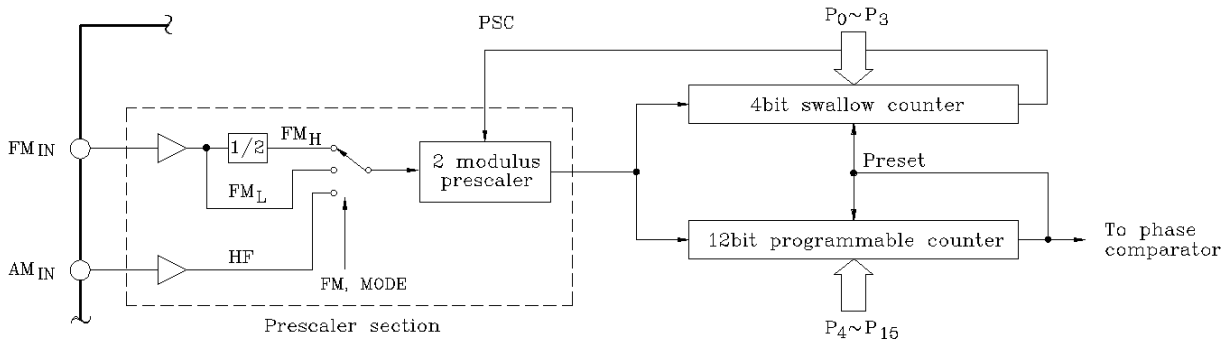 PSC
P0~P3
4bit swallow counter
FMIN
1/2
FMH
2 modulus
prescaler
Preset
FML
12bit programmable counter
To phase
comparator
AMIN
HF
FM, MODE
Prescaler section
P4~P15